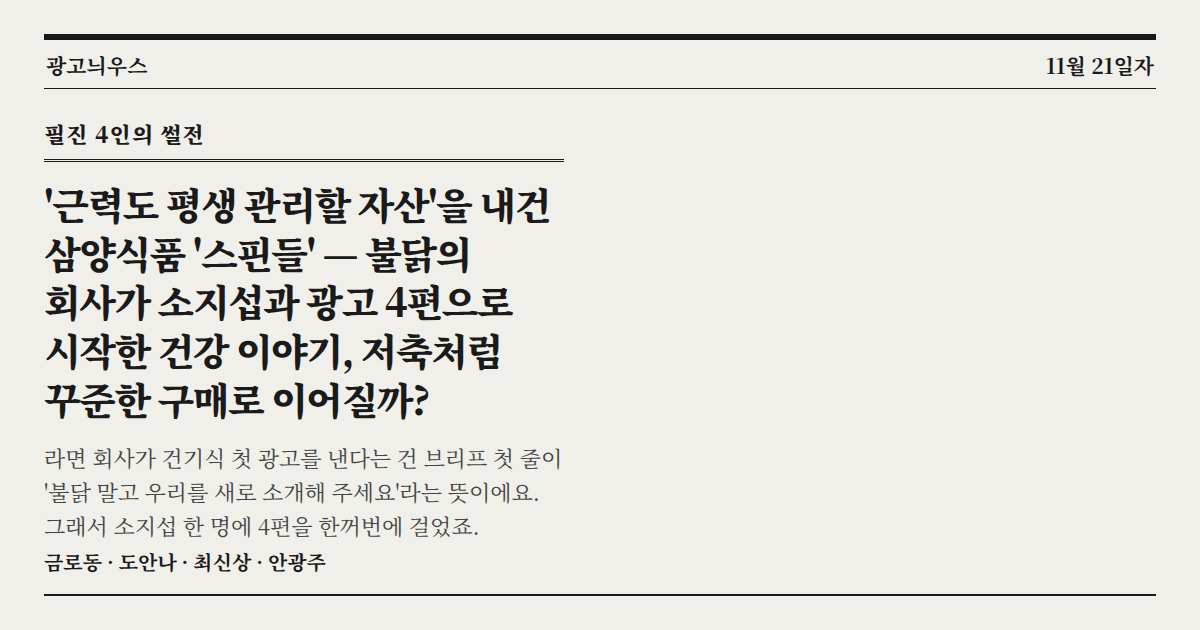 광고늬우스
11월 21일자
필진 4인의 썰전
'근력도 평생 관리할 자산'을 내건
삼양식품 '스핀들' — 불닭의
회사가 소지섭과 광고 4편으로
시작한 건강 이야기, 저축처럼
꾸준한 구매로 이어질까?
라면 회사가 건기식 첫 광고를 낸다는 건 브리프 첫 줄이
'불닭 말고 우리를 새로 소개해 주세요'라는 뜻이에요.
그래서 소지섭 한 명에 4편을 한꺼번에 걸었죠.
금로동 · 도안나 · 최신상 · 안광주